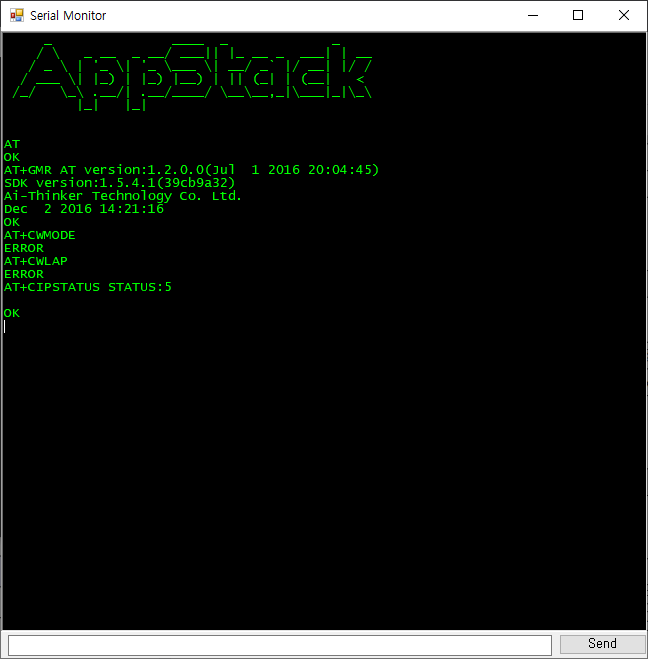 Serial Monitor
AppStack
AT
OK
AT+GMR AT version:1.2.0.0(Jul  1 2016 20:04:45)
SDK version:1.5.4.1(39cb9a32)
Ai-Thinker Technology Co. Ltd.
Dec  2 2016 14:21:16
OK
AT+CWMODE
ERROR
AT+CWLAP
ERROR
AT+CIPSTATUS STATUS:5
OK
Send